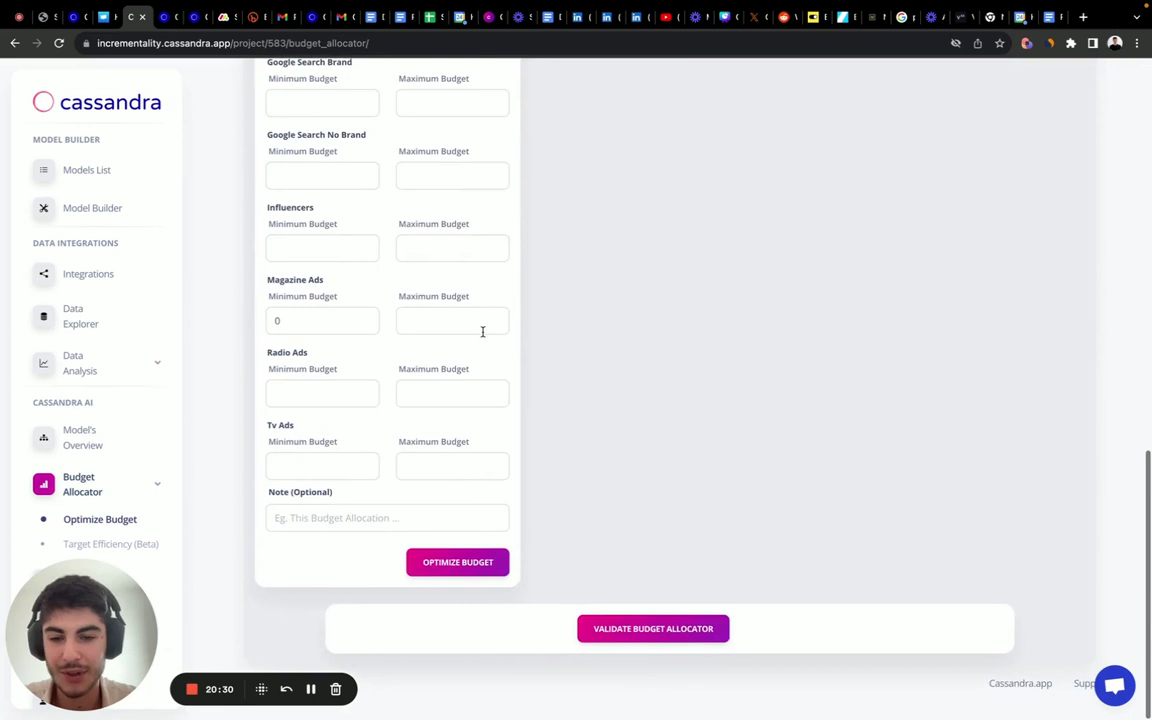 incrementality.cassandra.app/project/583/budget_allocator/
cassandra
MODEL BUILDER
Models List
Model Builder
DATA INTEGRATIONS
Integrations
Data
Explorer
Data
Analysis
CASSANDRA AI
Model's
Overview
Budget
Allocator
Optimize Budget
Target Efficiency (Beta)
Google Search Brand
Minimum Budget Maximum Budget
Google Search No Brand
Minimum Budget Maximum Budget
Influencers
Minimum Budget Maximum Budget
Magazine Ads
Minimum Budget Maximum Budget
0
Radio Ads
Minimum Budget Maximum Budget
Tv Ads
Minimum Budget Maximum Budget
Note (Optional)
Eg. This Budget Allocation ...
OPTIMIZE BUDGET
VALIDATE BUDGET ALLOCATOR
20:30
Cassandra.app Supp